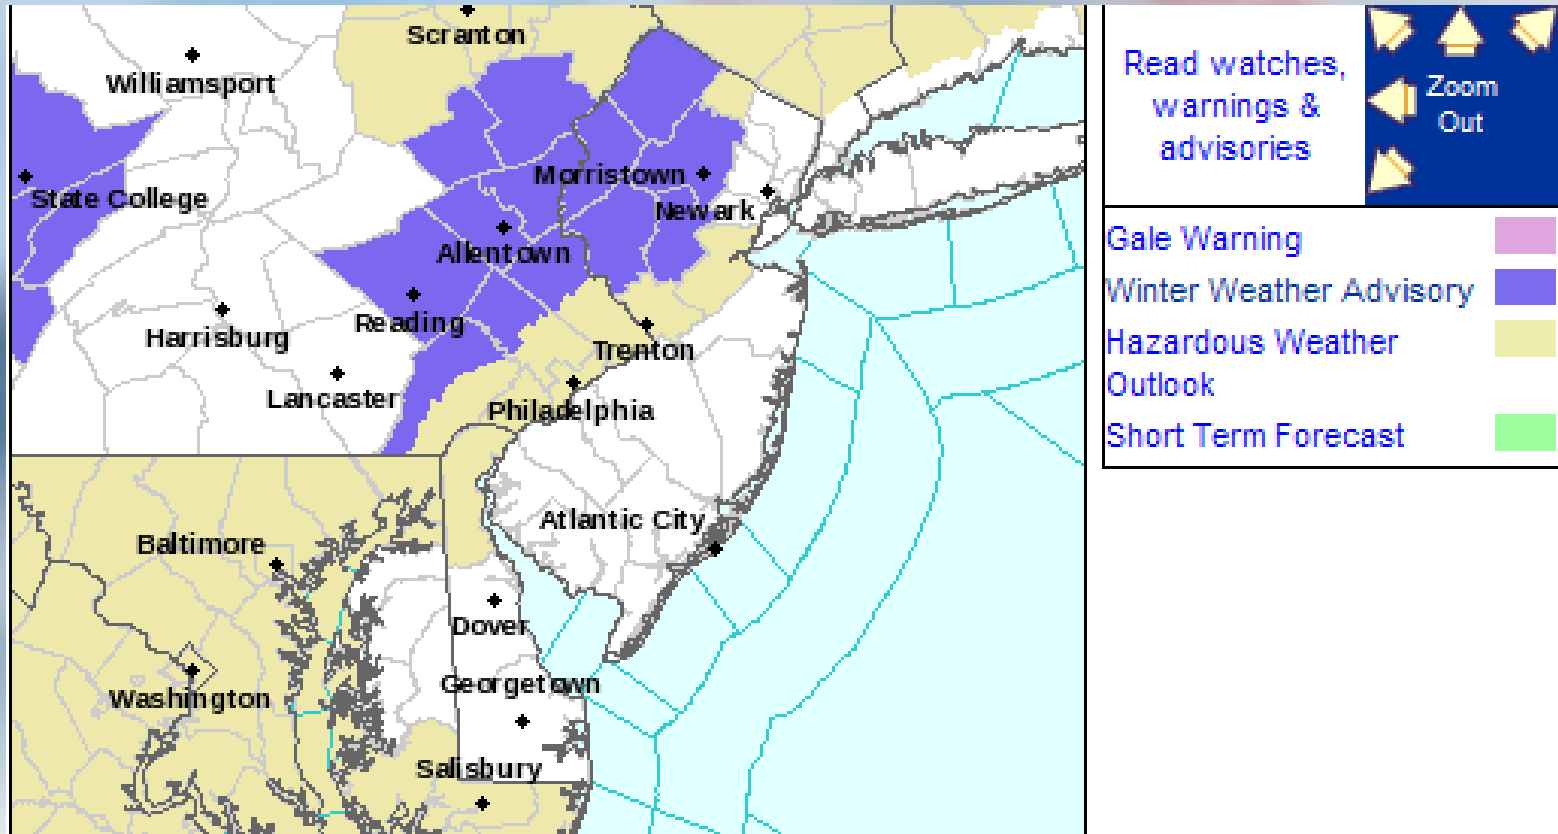 Scranton
Williamsport
State College
Morristown
Newark
Allentown
Harrisburg
Reading
Trenton
Lancaster
Philadelphia
Atlantic City
Baltimore
Dover
Georgetown
Washington
Salisbury
Read watches,
warnings &
advisories
Zoom
Out
Gale Warning
Winter Weather Advisory
Hazardous Weather
Outlook
Short Term Forecast